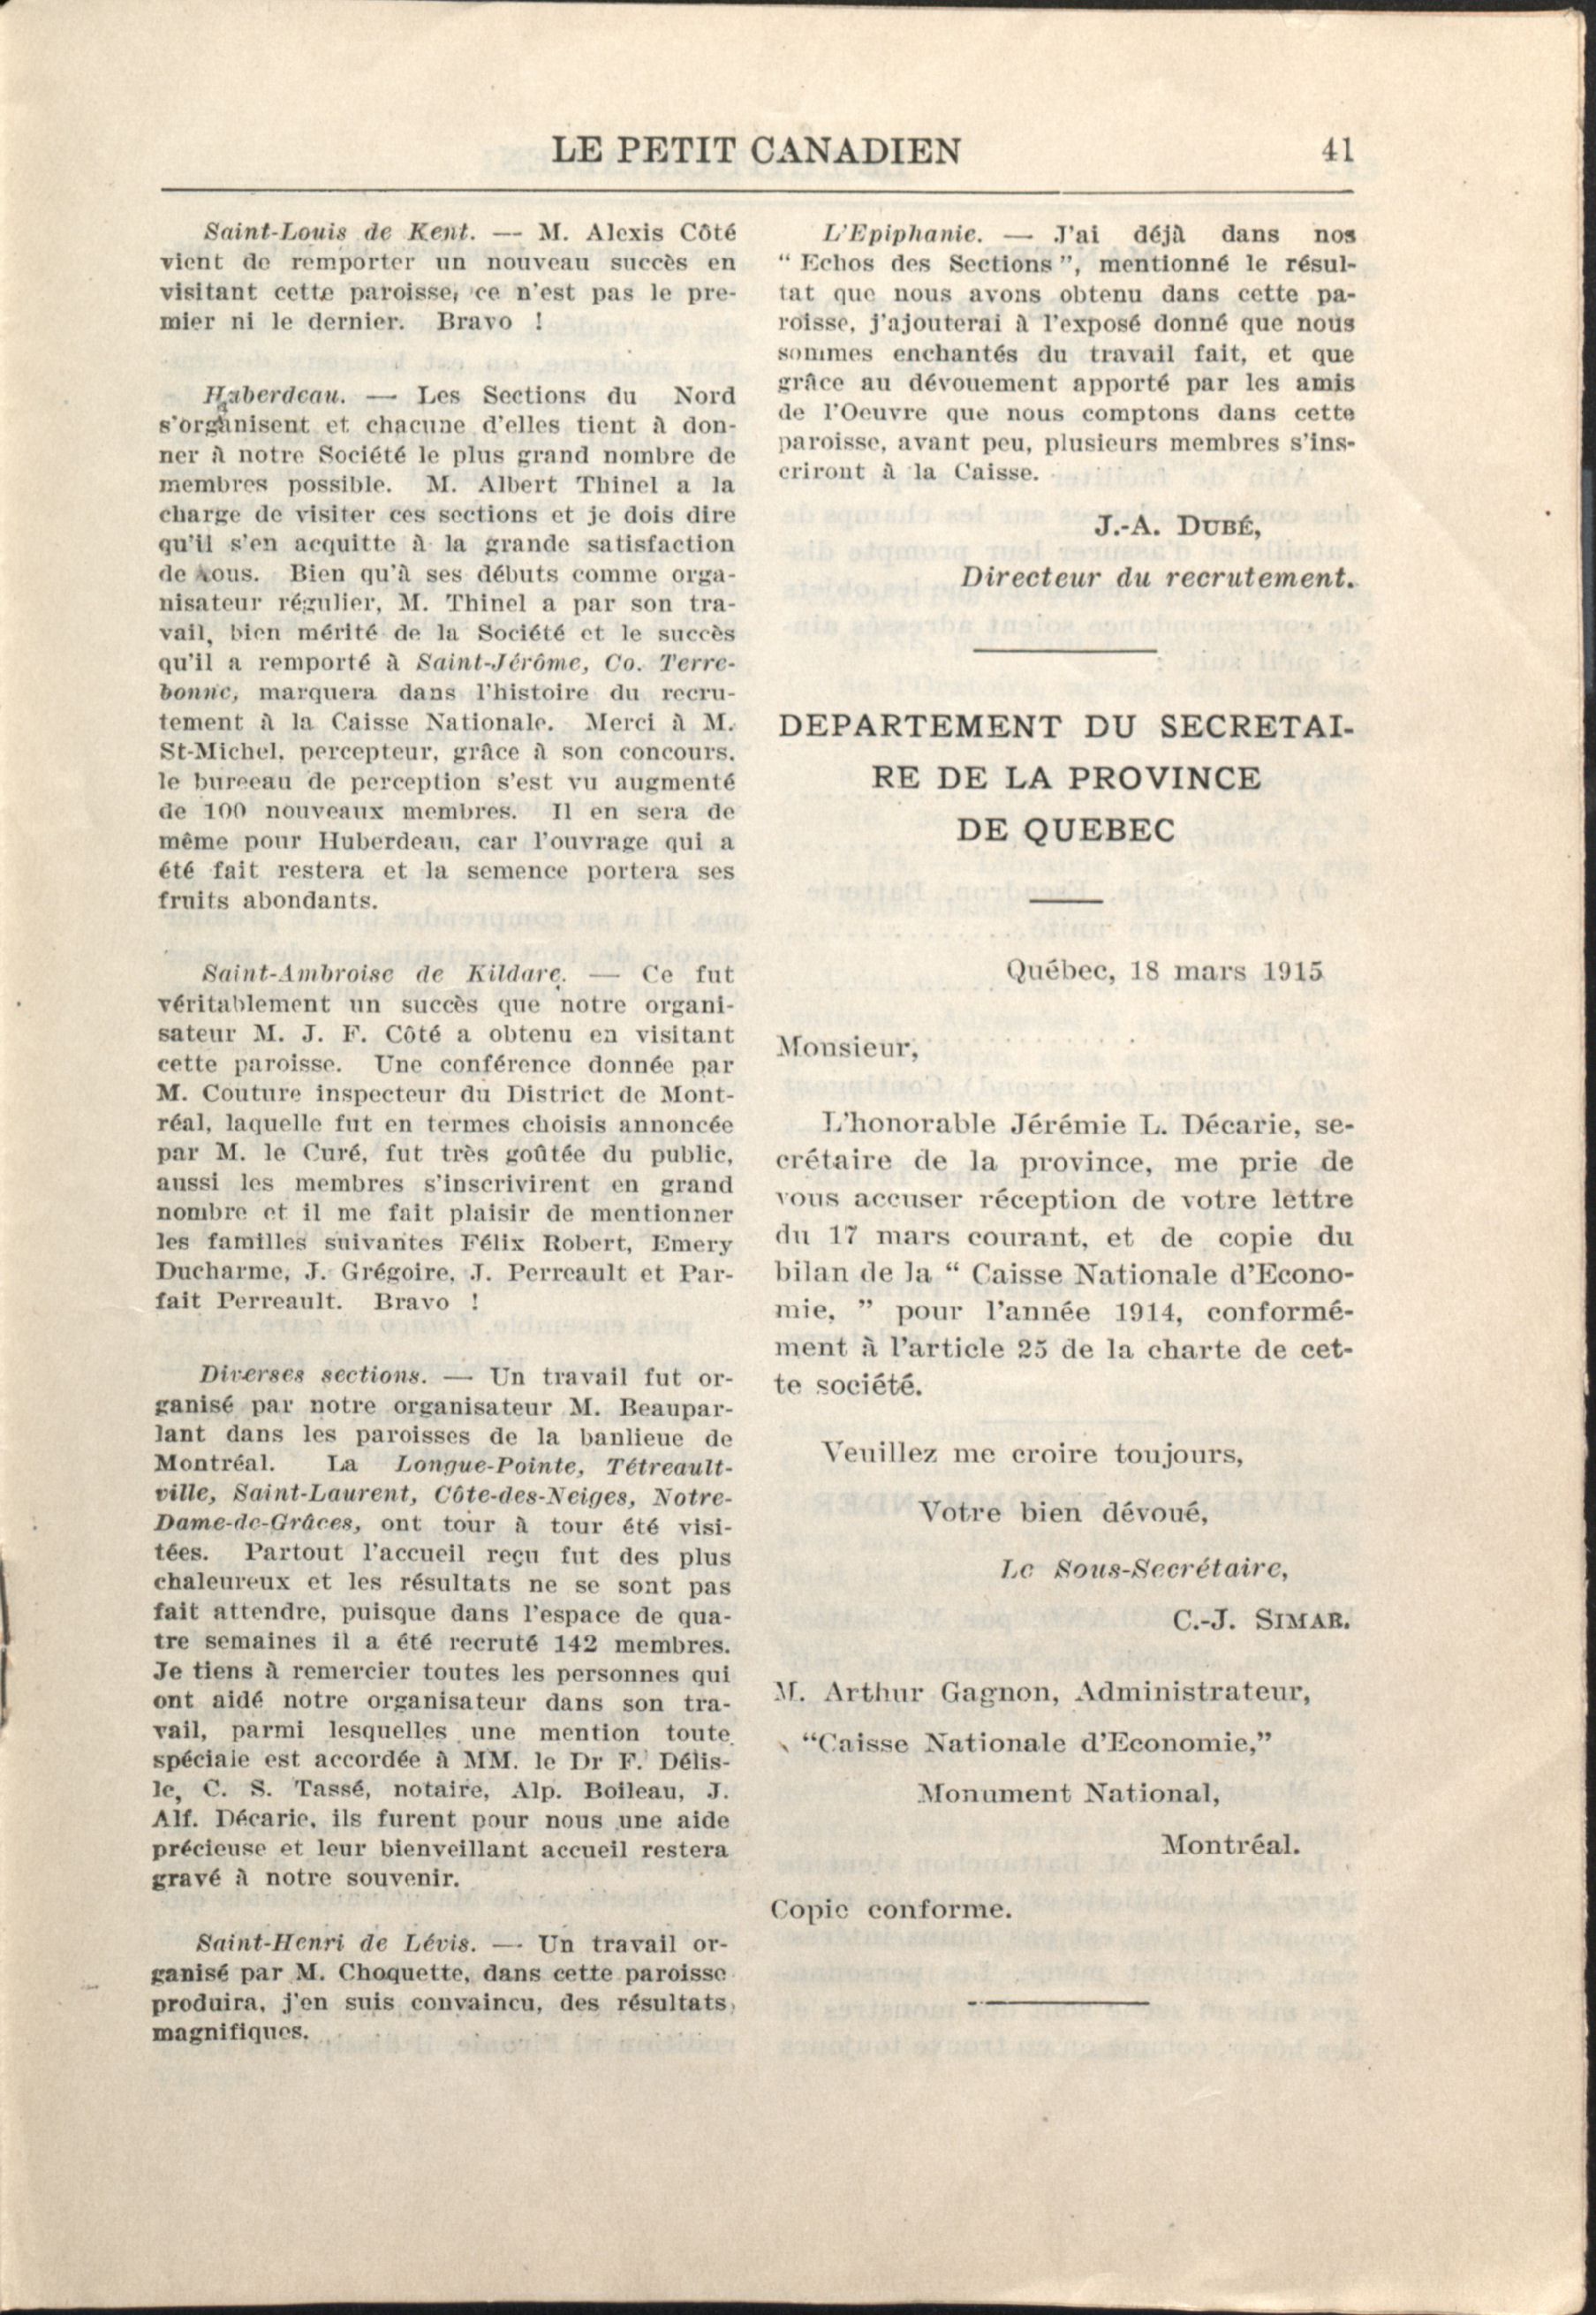 LE PETIT CANADIEN
41
Saint-Louis de Kent. — M. Alexis Côté
vient de remporter un nouveau succès en
visitant cette paroisse, ce n'est pas le pre-
mier ni le dernier. Bravo !
Huberdeau. — Les Sections du Nord
s'organisent et chacune d'elles tient à don-
ner à notre Société le plus grand nombre de
membres possible. M. Albert Thinel a la
charge de visiter ces sections et je dois dire
qu'il s'en acquitte à la grande satisfaction
de tous. Bien qu'à ses débuts comme orga-
nisateur régulier, M. Thinel a par son tra-
vail, bien mérité de la Société et le succès
qu'il a remporté à Saint-Jérôme, Co. Terre-
bonne, marquera dans l'histoire du recru-
tement à la Caisse Nationale. Merci à M.
St-Michel, percepteur, grâce à son concours,
le bureeau de perception s'est vu augmenté
de 100 nouveaux membres. Il en sera de
même pour Huberdeau, car l'ouvrage qui a
été fait restera et la semence portera ses
fruits abondants.
Saint-Ambroise de Kildare. — Ce fut
véritablement un succès que notre organi-
sateur M. J. F. Côté a obtenu en visitant
cette paroisse. Une conférence donnée par
M. Couture inspecteur du District de Mont-
réal, laquelle fut en termes choisis annoncée
par M. le Curé, fut très goûtée du public,
aussi les membres s'inscrivirent en grand
nombre et il me fait plaisir de mentionner
les familles suivantes Félix Robert, Emery
Ducharme, J. Grégoire, J. Perreault et Par-
fait Perreault. Bravo !
Diverses sections. — Un travail fut or-
ganisé par notre organisateur M. Beaupar-
lant dans les paroisses de la banlieue de
Montréal. La Longue-Pointe, Tétreault-
ville, Saint-Laurent, Côte-des-Neiges, Notre-
Dame-de-Grâces, ont tour à tour été visi-
tées. Partout l'accueil reçu fut des plus
chaleureux et les résultats ne se sont pas
fait attendre, puisque dans l'espace de qua-
tre semaines il a été recruté 142 membres.
Je tiens à remercier toutes les personnes qui
ont aidé notre organisateur dans son tra-
vail, parmi lesquelles une mention toute
spéciale est accordée à MM. le Dr F. Délis-
le, C. S. Tassé, notaire, Alp. Boileau, J.
Alf. Décarie, ils furent pour nous une aide
précieuse et leur bienveillant accueil restera
gravé à notre souvenir.
Saint-Henri de Lévis. — Un travail or-
ganisé par M. Choquette, dans cette paroisse
produira, j'en suis convaincu, des résultats,
magnifiques.
L'Epiphanie. — J'ai déjà dans nos
" Echos des Sections ", mentionné le résul-
tat que nous avons obtenu dans cette pa-
roisse, j'ajouterai à l'exposé donné que nous
sommes enchantés du travail fait, et que
grâce au dévouement apporté par les amis
de l'Oeuvre que nous comptons dans cette
paroisse, avant peu, plusieurs membres s'ins-
criront à la Caisse.
J.-A. DUBÉ,
Directeur du recrutement.
DEPARTEMENT DU SECRETAI-
RE DE LA PROVINCE
DE QUEBEC
Québec, 18 mars 1915
Monsieur,
L'honorable Jérémie L. Décarie, se-
crétaire de la province, me prie de
vous accuser réception de votre lettre
du 17 mars courant, et de copie du
bilan de la " Caisse Nationale d'Econo-
mie, " pour l'année 1914, conformé-
ment à l'article 25 de la charte de cet-
te société.
Veuillez me croire toujours,
Votre bien dévoué,
Le Sous-Secrétaire,
C.-J. SIMAR.
M. Arthur Gagnon, Administrateur,
"Caisse Nationale d'Economie,"
Monument National,
Montréal.
Copie conforme.